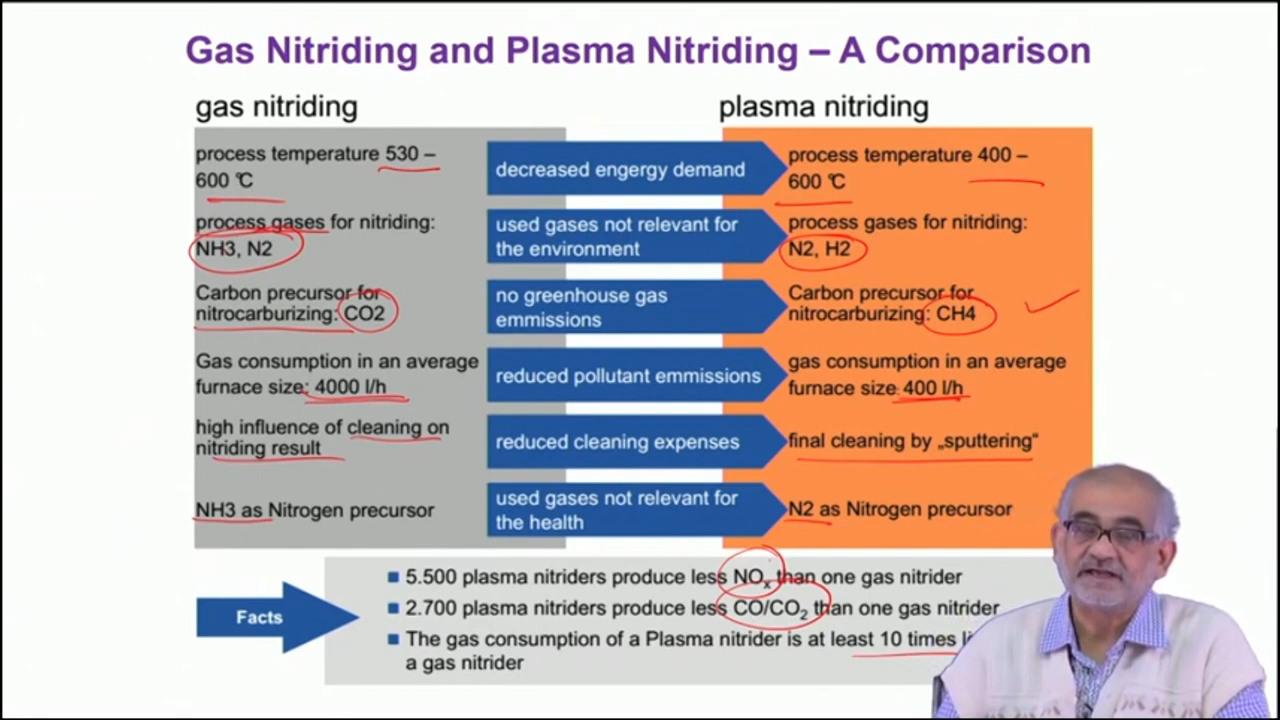 Gas Nitriding and Plasma Nitriding – A Comparison
gas nitriding
plasma nitriding
process temperature 530 –
600 °C
decreased engergy demand
process temperature 400 –
600 °C
process gases for nitriding:
NH3, N2
used gases not relevant for
the environment
process gases for nitriding:
N2, H2
Carbon precursor for
nitrocarburizing: CO2
no greenhouse gas
emmissions
Carbon precursor for
nitrocarburizing: CH4
Gas consumption in an average
furnace size: 4000 l/h
reduced pollutant emmissions
gas consumption in an average
furnace size 400 l/h
high influence of cleaning on
nitriding result
reduced cleaning expenses
final cleaning by „sputtering“
NH3 as Nitrogen precursor
used gases not relevant for
the health
N2 as Nitrogen precursor
Facts
■ 5.500 plasma nitriders produce less NOx than one gas nitrider
■ 2.700 plasma nitriders produce less CO/CO2 than one gas nitrider
■ The gas consumption of a Plasma nitrider is at least 10 times
a gas nitrider